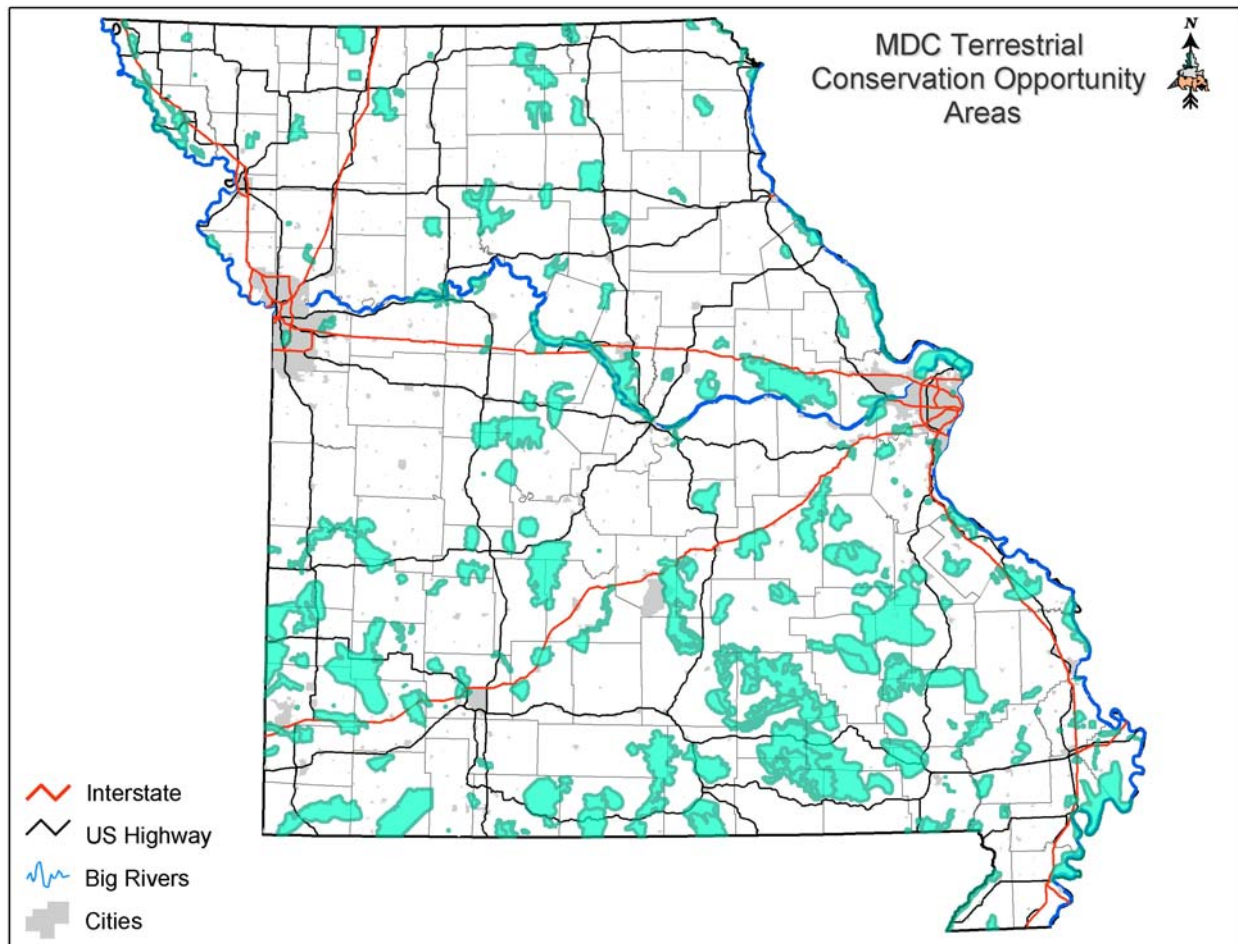 MDC Terrestrial
Conservation Opportunity
Areas
N
Interstate
US Highway
Big Rivers
Cities